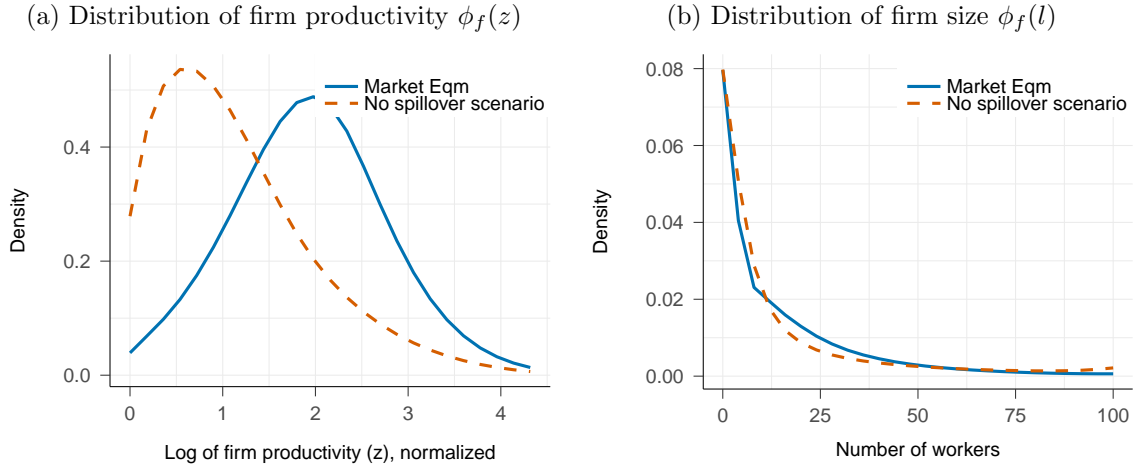 (a) Distribution of firm productivity $\phi_f(z)$
Market Eqm
No spillover scenario
0.4
0.2
0.0
Density
0
1
2
3
4
Log of firm productivity (z), normalized
(b) Distribution of firm size $\phi_f(l)$
Market Eqm
No spillover scenario
0.08
0.06
0.04
0.02
0.00
Density
0
25
50
75
100
Number of workers